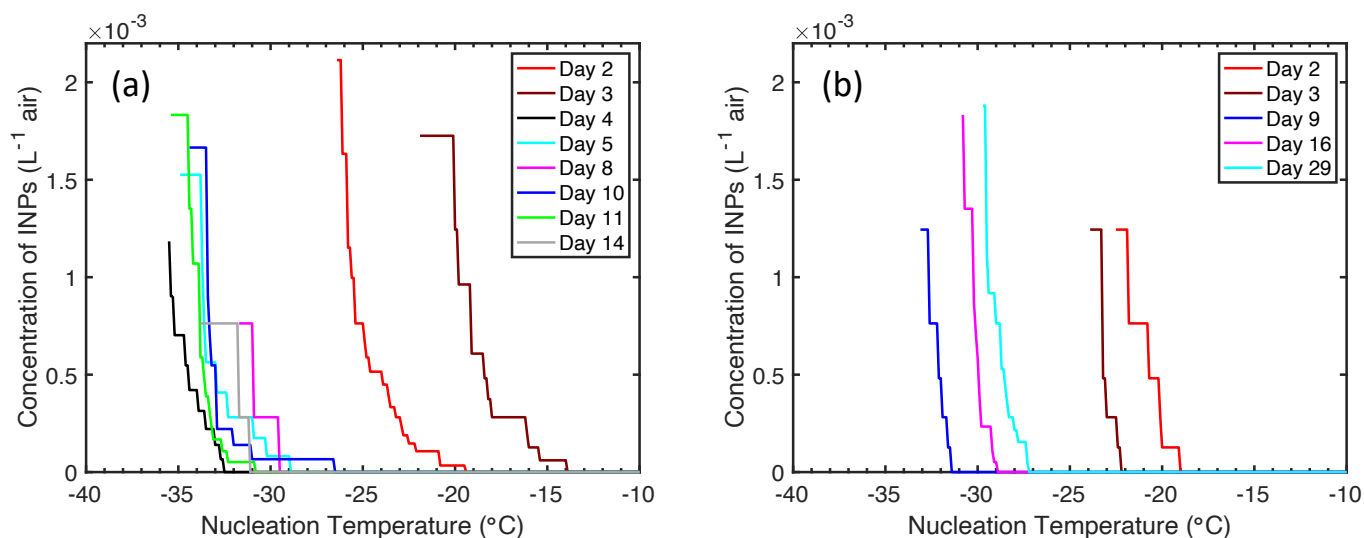 ×10⁻³
(a)
Day 2
Day 3
Day 4
Day 5
Day 8
Day 10
Day 11
Day 14
Concentration of INPs (L⁻¹ air)
2
1.5
1
0.5
0
-40 -35 -30 -25 -20 -15 -10
Nucleation Temperature (°C)
×10⁻³
(b)
Day 2
Day 3
Day 9
Day 16
Day 29
Concentration of INPs (L⁻¹ air)
2
1.5
1
0.5
0
-40 -35 -30 -25 -20 -15 -10
Nucleation Temperature (°C)